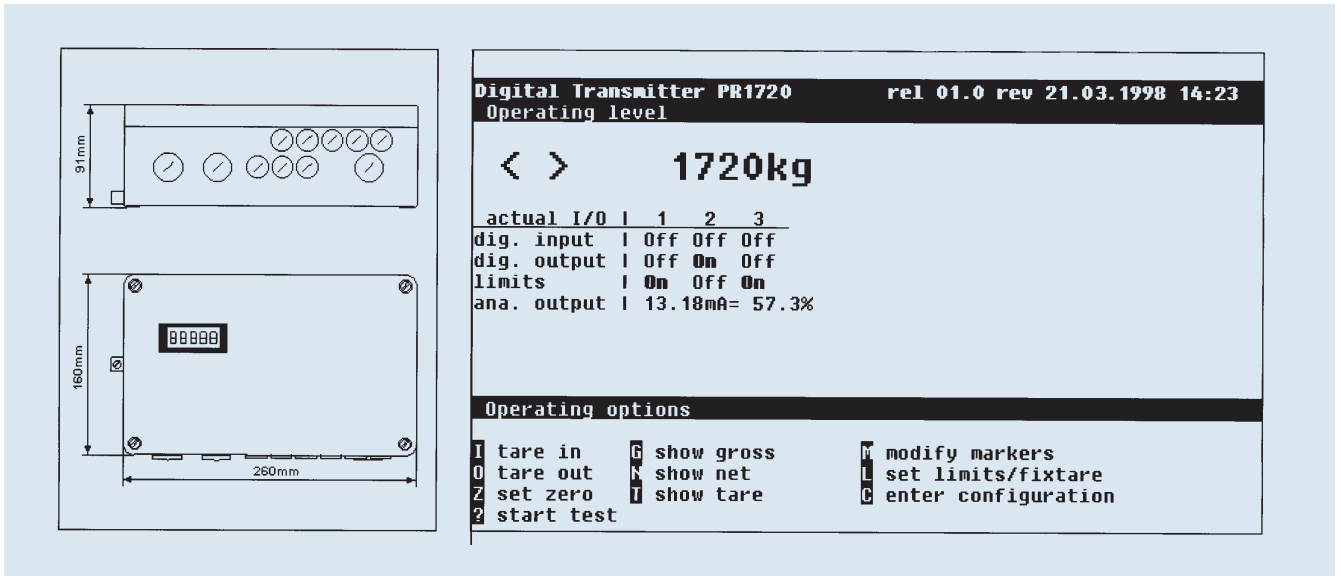 91mm
160mm
88888
260mm
Digital Transmitter PR1720 rel 01.0 rev 21.03.1998 14:23
Operating level
< > 1720kg
actual I/O | 1 2 3
dig. input | Off Off Off
dig. output | Off On Off
limits | On Off On
ana. output | 13.18mA= 57.3%
Operating options
I tare in G show gross M modify markers
O tare out N show net L set limits/fixtare
Z set zero T show tare C enter configuration
? start test